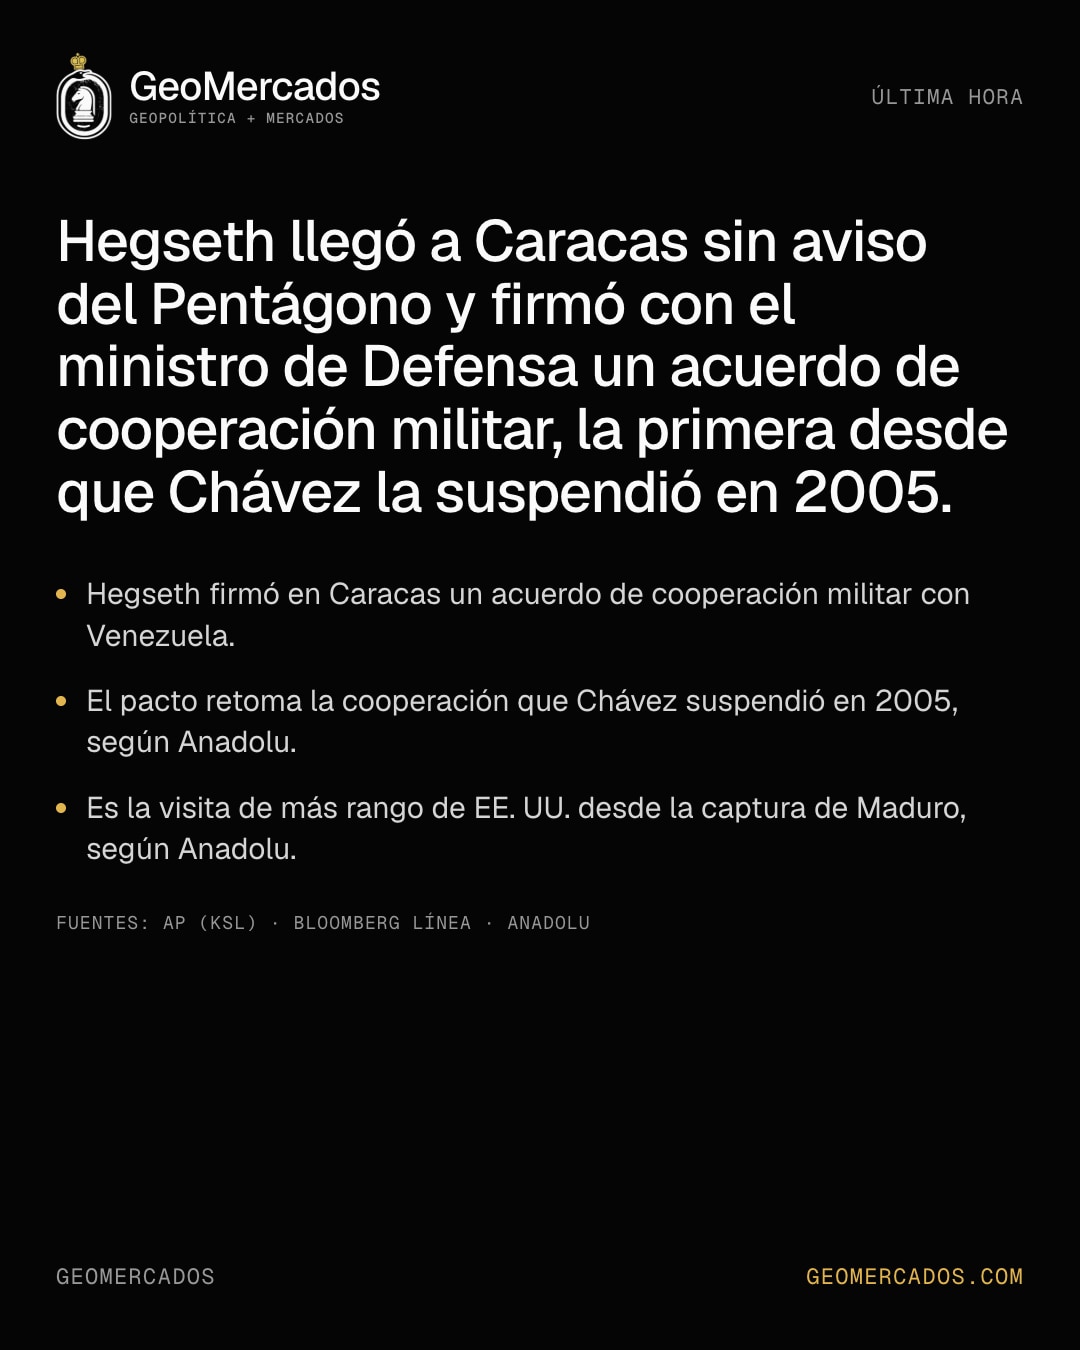 GeoMercados
GEOPOLÍTICA + MERCADOS
ÚLTIMA HORA
Hegseth llegó a Caracas sin aviso
del Pentágono y firmó con el
ministro de Defensa un acuerdo de
cooperación militar, la primera desde
que Chávez la suspendió en 2005.
• Hegseth firmó en Caracas un acuerdo de cooperación militar con
Venezuela.
• El pacto retoma la cooperación que Chávez suspendió en 2005,
según Anadolu.
• Es la visita de más rango de EE. UU. desde la captura de Maduro,
según Anadolu.
FUENTES: AP (KSL) · BLOOMBERG LÍNEA · ANADOLU
GEOMERCADOS
GEOMERCADOS.COM